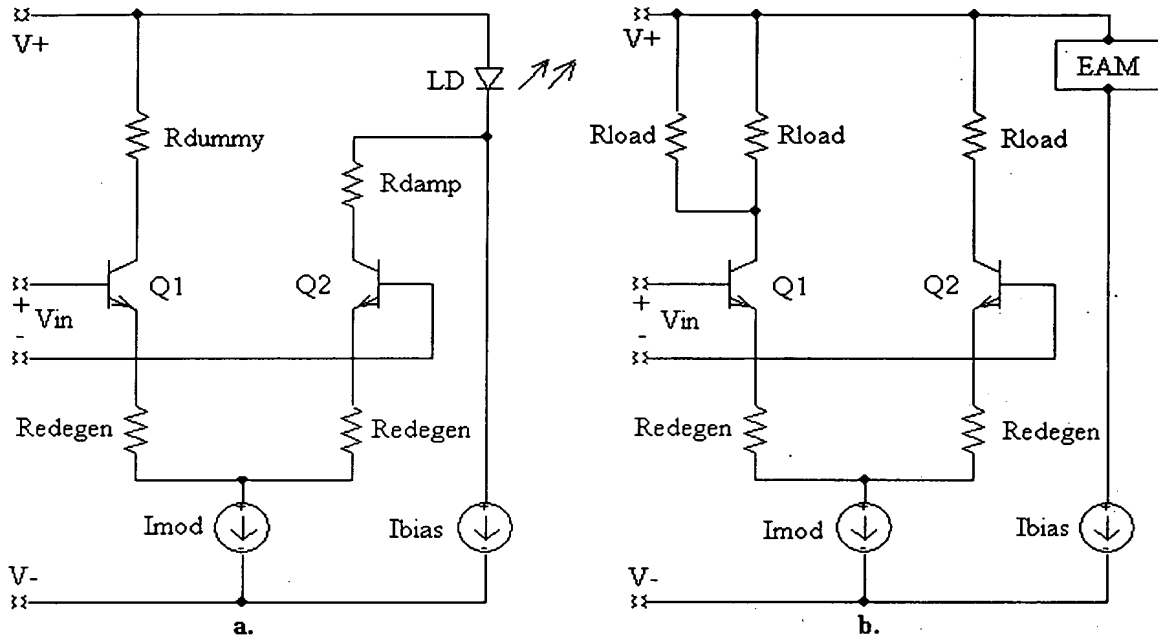 V+
LD
Rdummy
Rdamp
Q1
Q2
+
Vin
-
Redegen
Redegen
Imod
Ibias
V-
a.
V+
EAM
Rload
Rload
Rload
Q1
Q2
+
Vin
-
Redegen
Redegen
Imod
Ibias
V-
b.